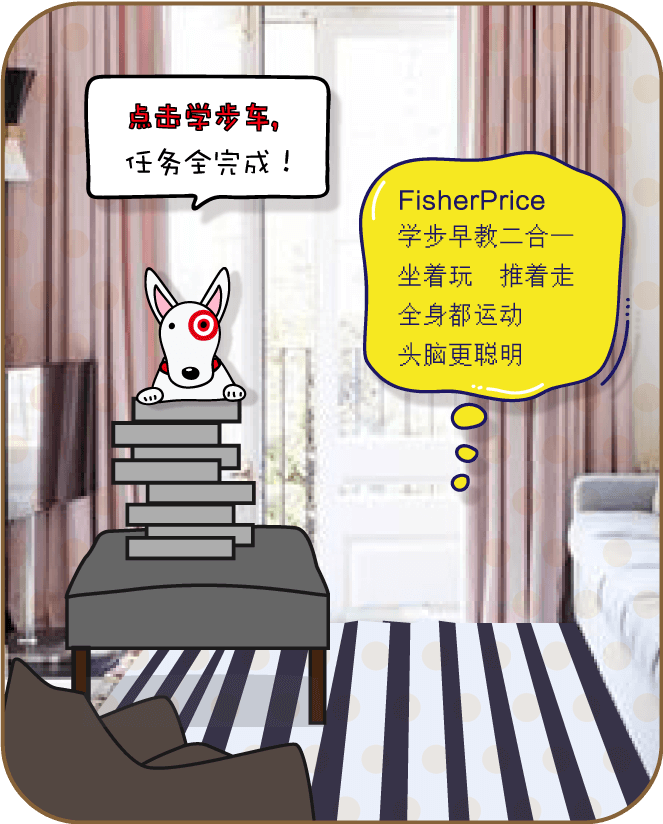 点击学步车,
任务全完成！
FisherPrice
学步早教二合一
坐着玩　推着走
全身都运动
头脑更聪明